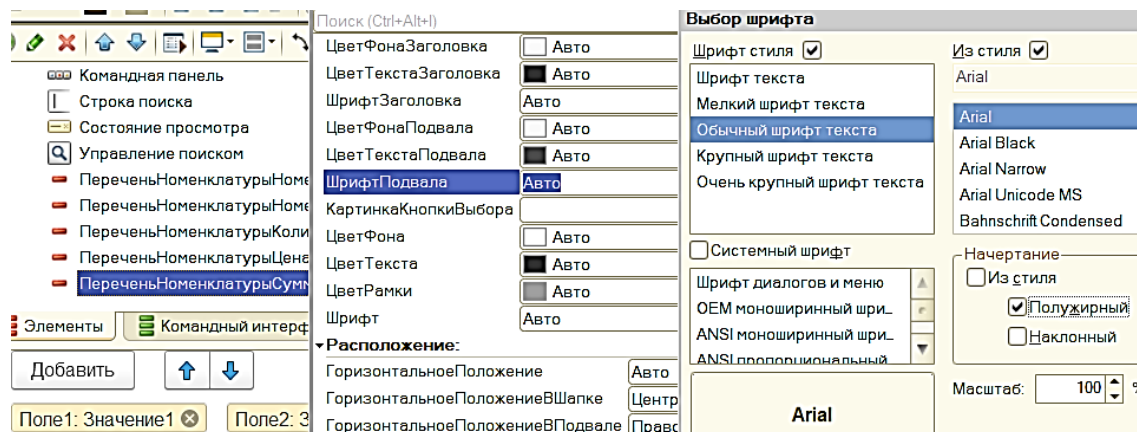 Командная панель
Строка поиска
Состояние просмотра
Управление поиском
ПереченьНоменклатурыНоме
ПереченьНоменклатурыНоме
ПереченьНоменклатурыКоли
ПереченьНоменклатурыЦена
ПереченьНоменклатурыСумм
Элементы
Командный интерф
Добавить
Поле1: Значение1
Поле2: З
Поиск (Ctrl+Alt+I)
ЦветФонаЗаголовка Авто
ЦветТекстаЗаголовка Авто
ШрифтЗаголовка Авто
ЦветФонаПодвала Авто
ЦветТекстаПодвала Авто
ШрифтПодвала Авто
КартинкаКнопкиВыбора
ЦветФона Авто
ЦветТекста Авто
ЦветРамки Авто
Шрифт Авто
Расположение:
ГоризонтальноеПоложение Авто
ГоризонтальноеПоложениеВШапке Центр
ГоризонтальноеПоложениеВПодвале Право
Выбор шрифта
Шрифт стиля
Шрифт текста
Мелкий шрифт текста
Обычный шрифт текста
Крупный шрифт текста
Очень крупный шрифт текста
Системный шрифт
Шрифт диалогов и меню
OEM моноширинный шри...
ANSI моноширинный шри...
ANSI пропорциональный
Arial
Из стиля
Arial
Arial
Arial Black
Arial Narrow
Arial Unicode MS
Bahnschrift Condensed
Начертание
Из стиля
Полужирный
Наклонный
Масштаб: 100 %